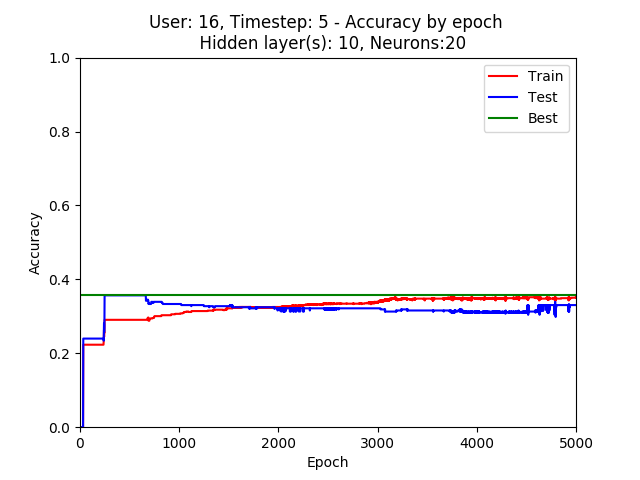 User: 16, Timestep: 5 - Accuracy by epoch
Hidden layer(s): 10, Neurons:20
1.0
0.8
0.6
0.4
0.2
0.0
Accuracy
Train
Test
Best
0 1000 2000 3000 4000 5000
Epoch